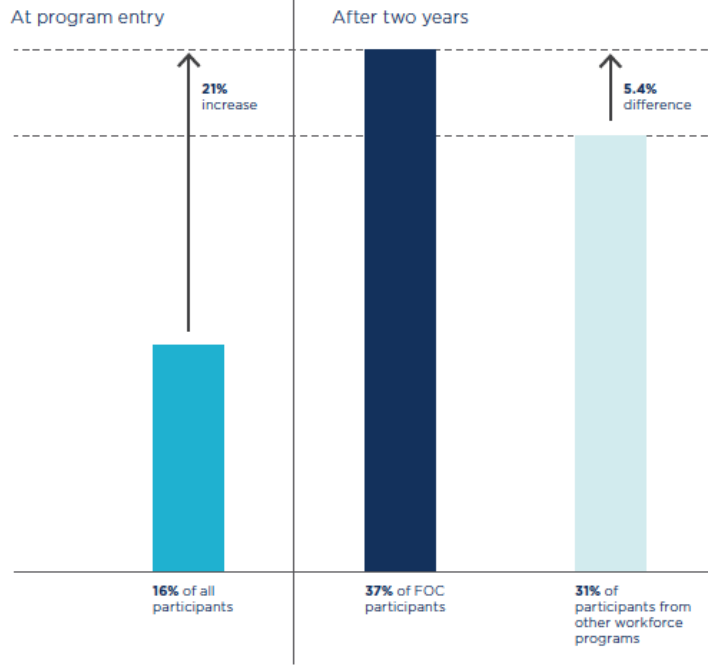 At program entry
After two years
21%
increase
5.4%
difference
16% of all
participants
37% of FOC
participants
31% of
participants from
other workforce
programs